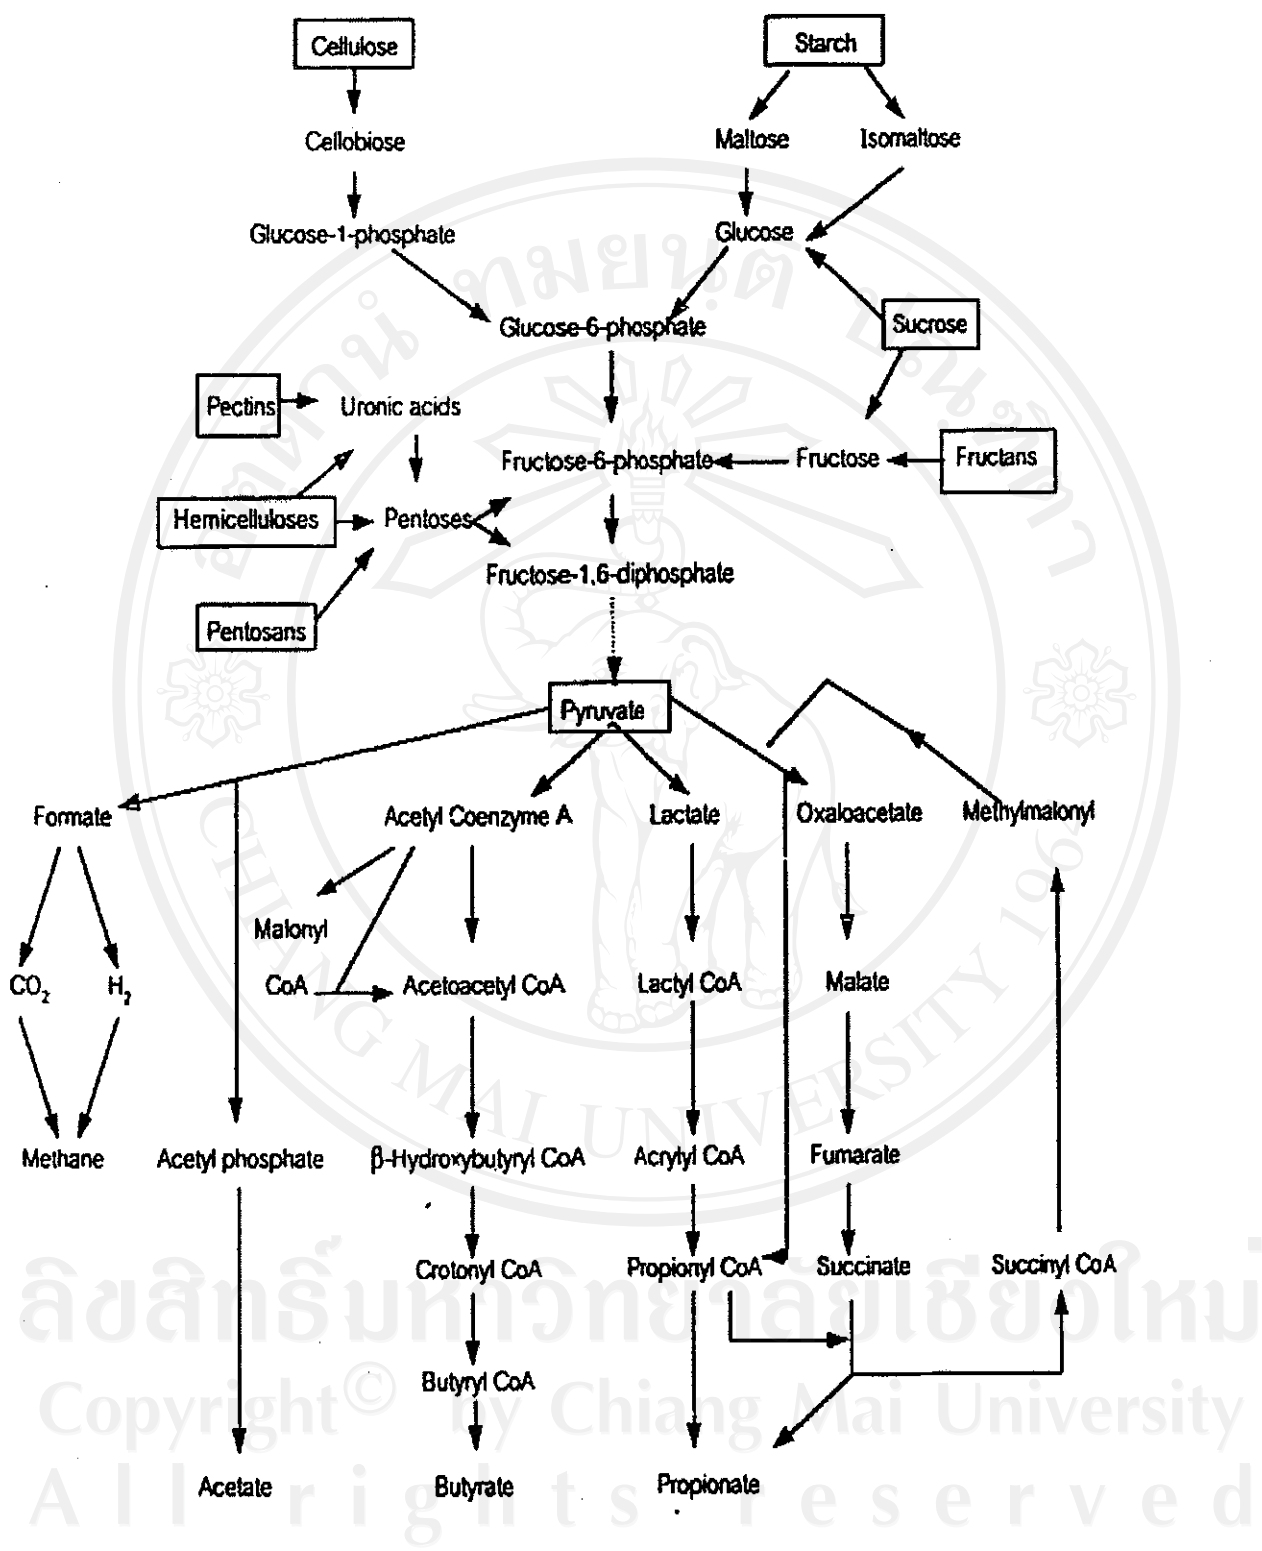 Cellulose
Starch
Cellobiose
Maltose
Isomaltose
Glucose-1-phosphate
Glucose
Glucose-6-phosphate
Sucrose
Pectins
Uronic acids
Fructose-6-phosphate
Fructose
Fructans
Hemicelluloses
Pentoses
Fructose-1,6-diphosphate
Pentosans
Pyruvate
Formate
Acetyl Coenzyme A
Lactate
Oxaloacetate
Methylmalonyl
Malonyl
CO2
H2
CoA
Acetoacetyl CoA
Lactyl CoA
Malate
Methane
Acetyl phosphate
β-Hydroxybutyryl CoA
Acrylyl CoA
Fumarate
Crotonyl CoA
Propionyl CoA
Succinate
Succinyl CoA
Butyryl CoA
Acetate
Butyrate
Propionate
CHIANG MAI UNIVERSITY 1964
ลิขสิทธิ์มหาวิทยาลัยเชียงใหม่
Copyright© by Chiang Mai University
All rights reserved